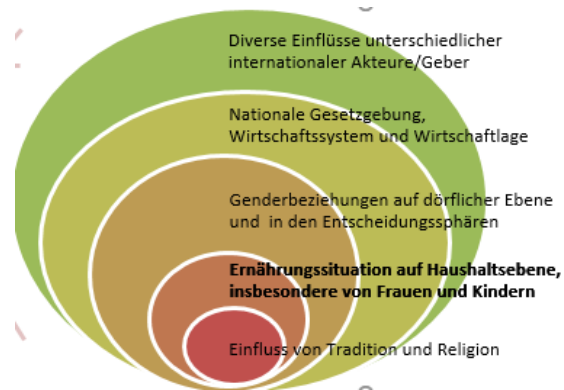 Diverse Einflüsse unterschiedlicher
internationaler Akteure/Geber
Nationale Gesetzgebung,
Wirtschaftssystem und Wirtschaftlage
Genderbeziehungen auf dörflicher Ebene
und in den Entscheidungssphären
Ernährungssituation auf Haushaltsebene,
insbesondere von Frauen und Kindern
Einfluss von Tradition und Religion